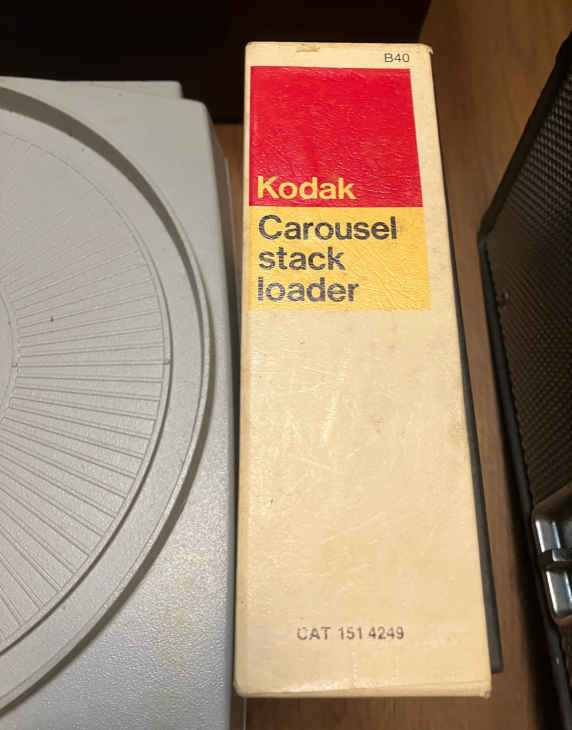 B40
Kodak
Carousel
stack
loader
CAT 151 4249